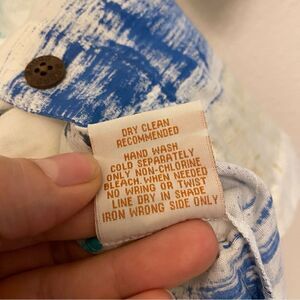 DRY CLEAN
RECOMMENDED
HAND WASH
COLD SEPARATELY
ONLY NON-CHLORINE
BLEACH. WHEN NEEDED
NO WRING OR TWIST
LINE DRY IN SHADE
IRON WRONG SIDE ONLY